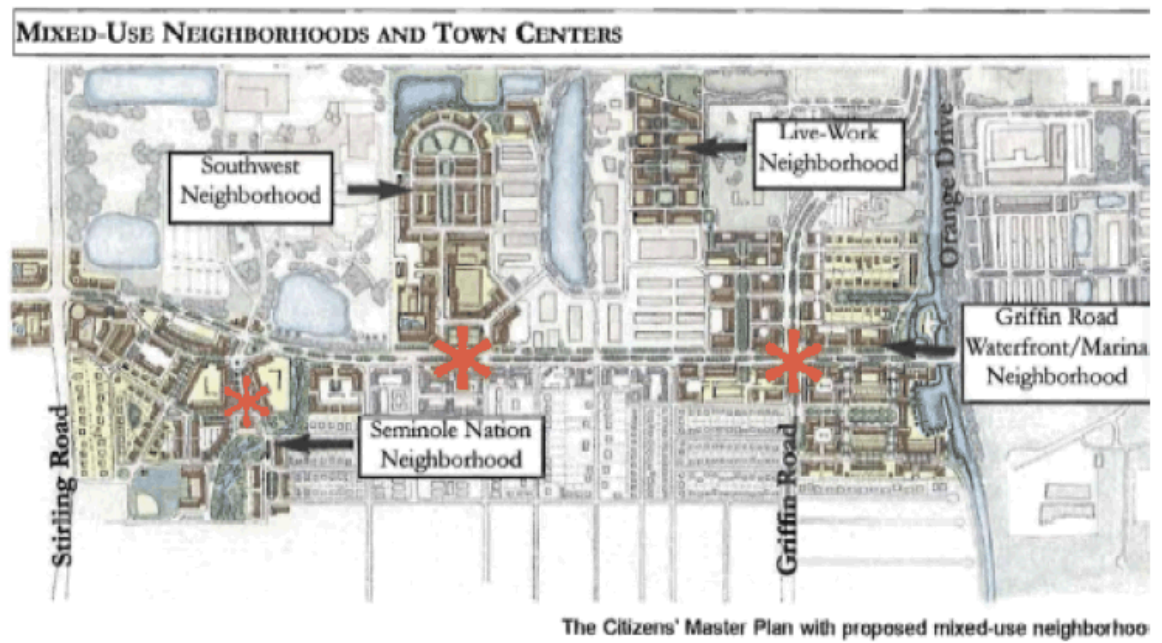 MIXED-USE NEIGHBORHOODS AND TOWN CENTERS
Southwest
Neighborhood
Live-Work
Neighborhood
Orange Drive
Griffin Road
Waterfront/Marina
Neighborhood
Seminole Nation
Neighborhood
Stirling Road
Griffin Road
The Citizens' Master Plan with proposed mixed-use neighborhoo